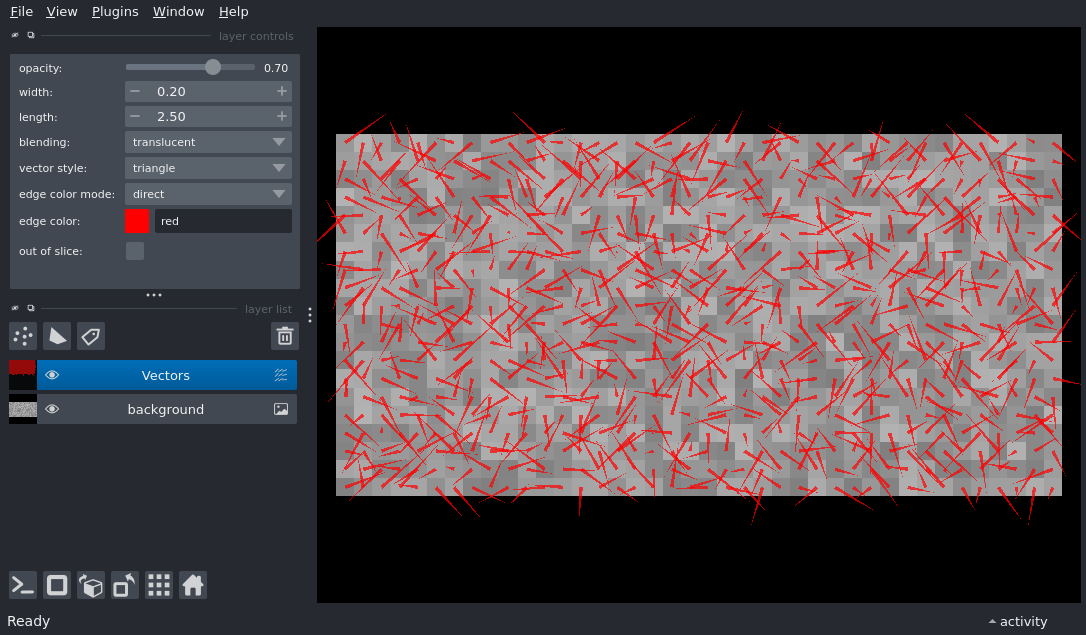 File View Plugins Window Help
layer controls
opacity: 0.70
width: 0.20
length: 2.50
blending: translucent
vector style: triangle
edge color mode: direct
edge color: red
out of slice:
layer list
Vectors
background
Ready
activity